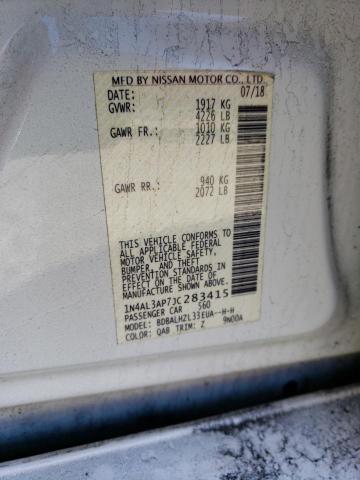 MFD BY NISSAN MOTOR CO., LTD.
DATE: 07/18
GVWR: 1917 KG
4226 LB
GAWR FR.: 1010 KG
2227 LB
GAWR RR.: 940 KG
2072 LB
THIS VEHICLE CONFORMS TO
ALL APPLICABLE FEDERAL
MOTOR VEHICLE SAFETY,
BUMPER, AND THEFT
PREVENTION STANDARDS IN
EFFECT ON THE DATE OF
MANUFACTURE SHOWN ABOVE.
1N4AL3AP7JC283415
PASSENGER CAR 560
MODEL: BDBALHZL33EUA--H-H
COLOR: QAB TRIM: Z 9N00A